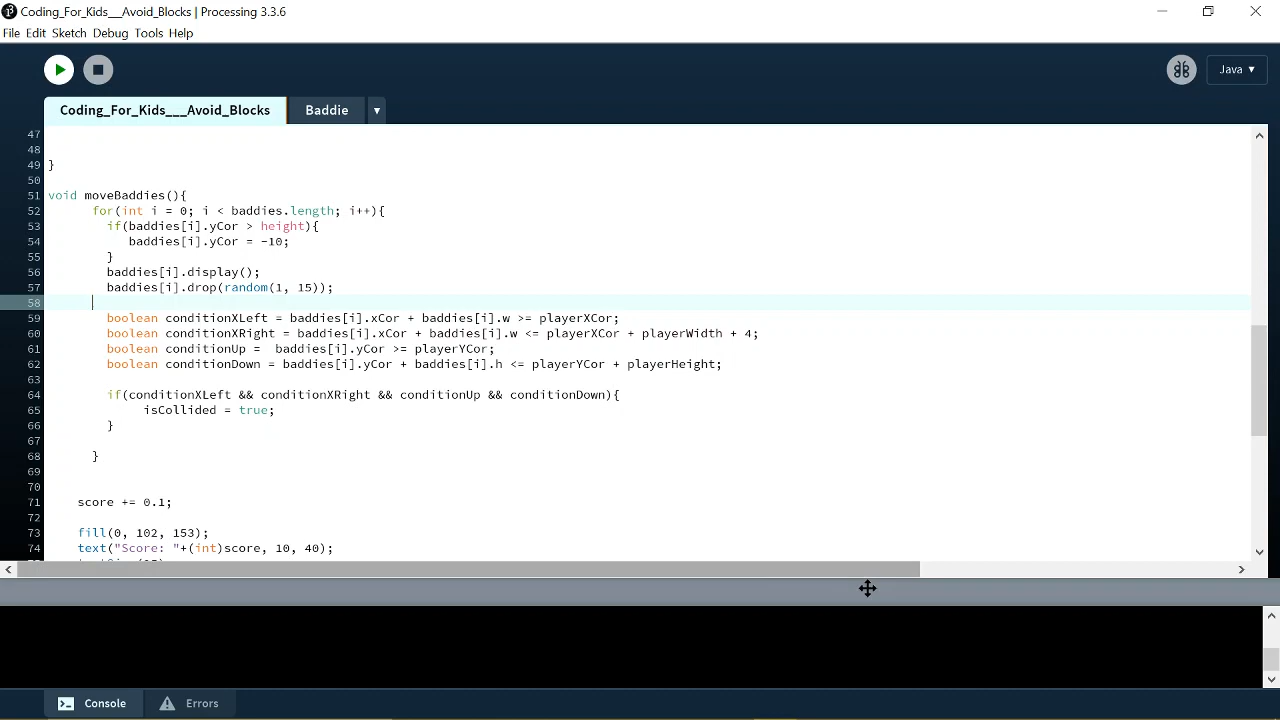 Coding_For_Kids___Avoid_Blocks | Processing 3.3.6
File Edit Sketch Debug Tools Help
Java ▼
Coding_For_Kids___Avoid_Blocks Baddie ▼
47
48
49 }
50
51 void moveBaddies(){
52 for(int i = 0; i < baddies.length; i++){
53 if(baddies[i].yCor > height){
54 baddies[i].yCor = -10;
55 }
56 baddies[i].display();
57 baddies[i].drop(random(1, 15));
58
59 boolean conditionXLeft = baddies[i].xCor + baddies[i].w >= playerXCor;
60 boolean conditionXRight = baddies[i].xCor + baddies[i].w <= playerXCor + playerWidth + 4;
61 boolean conditionUp =  baddies[i].yCor >= playerYCor;
62 boolean conditionDown = baddies[i].yCor + baddies[i].h <= playerYCor + playerHeight;
63
64 if(conditionXLeft && conditionXRight && conditionUp && conditionDown){
65 isCollided = true;
66 }
67
68 }
69
70
71 score += 0.1;
72
73 fill(0, 102, 153);
74 text("Score: "+(int)score, 10, 40);
Console Errors